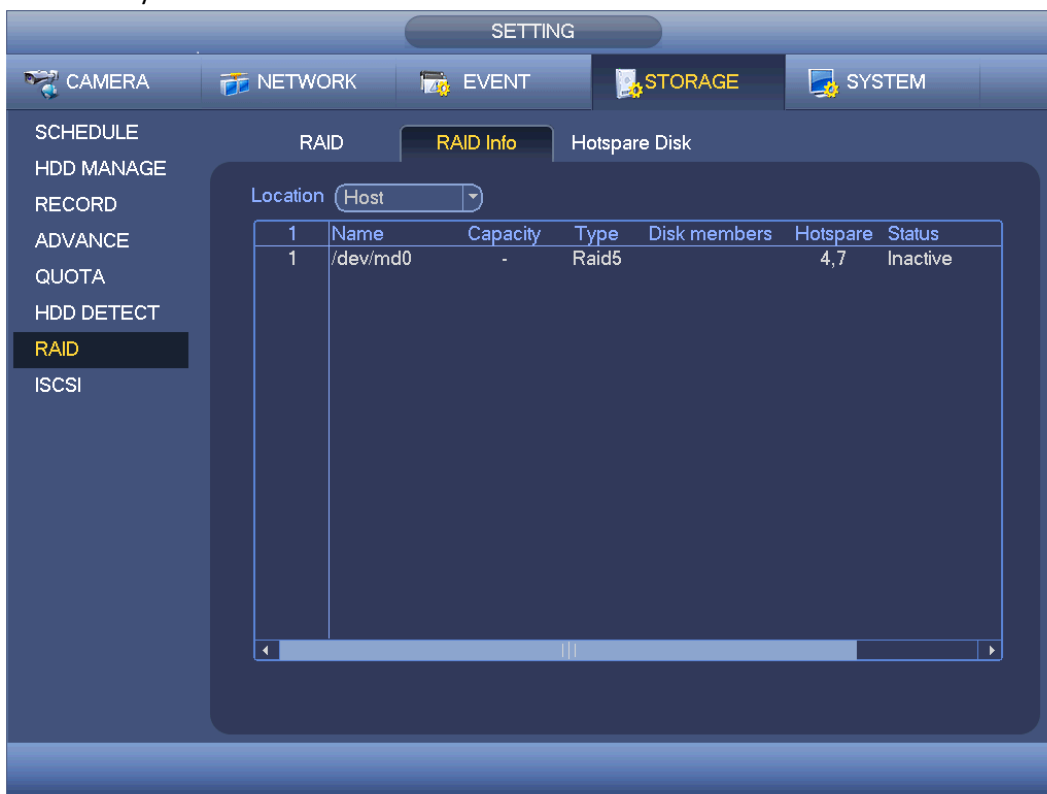 SETTING
CAMERA NETWORK EVENT STORAGE SYSTEM
SCHEDULE
HDD MANAGE
RECORD
ADVANCE
QUOTA
HDD DETECT
RAID
ISCSI
RAID RAID Info Hotspare Disk
Location Host
1 Name Capacity Type Disk members Hotspare Status
1 /dev/md0 - Raid5 4,7 Inactive